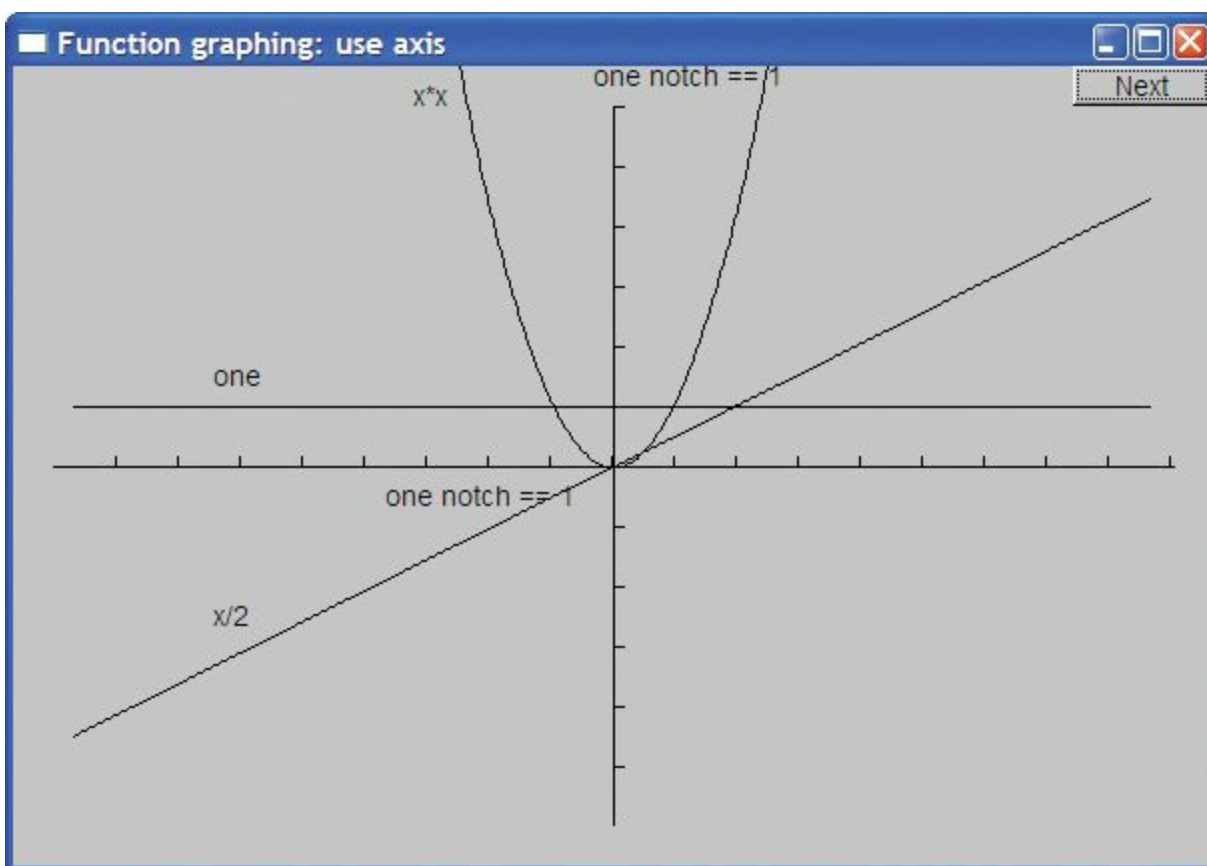 Function graphing: use axis
one notch == 1
Next
x*x
one
one notch == 1
x/2